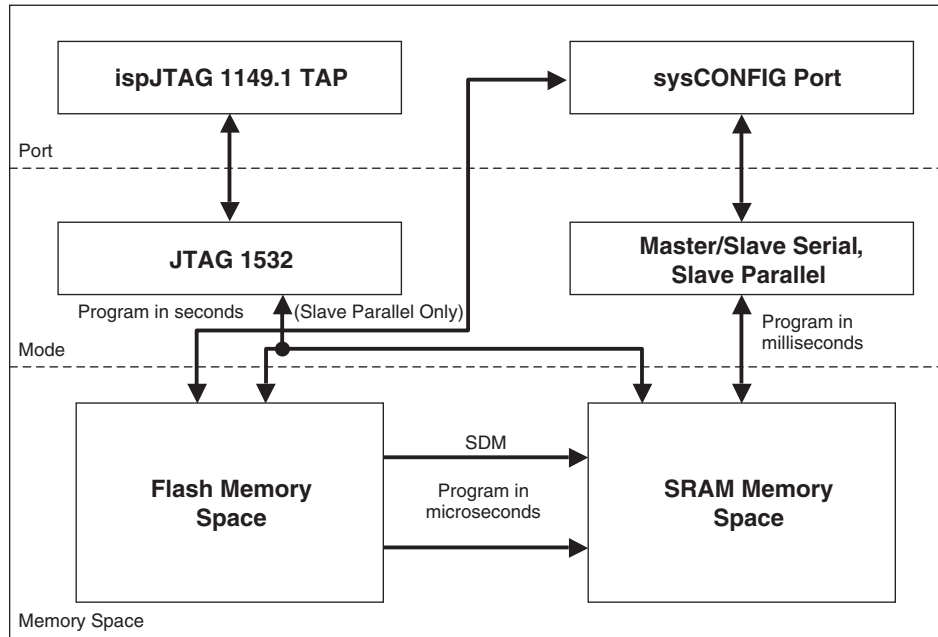 ispJTAG 1149.1 TAP
sysCONFIG Port
Port
JTAG 1532
Master/Slave Serial,
Slave Parallel
Program in seconds
(Slave Parallel Only)
Program in
milliseconds
Mode
SDM
Flash Memory
Space
Program in
microseconds
SRAM Memory
Space
Memory Space